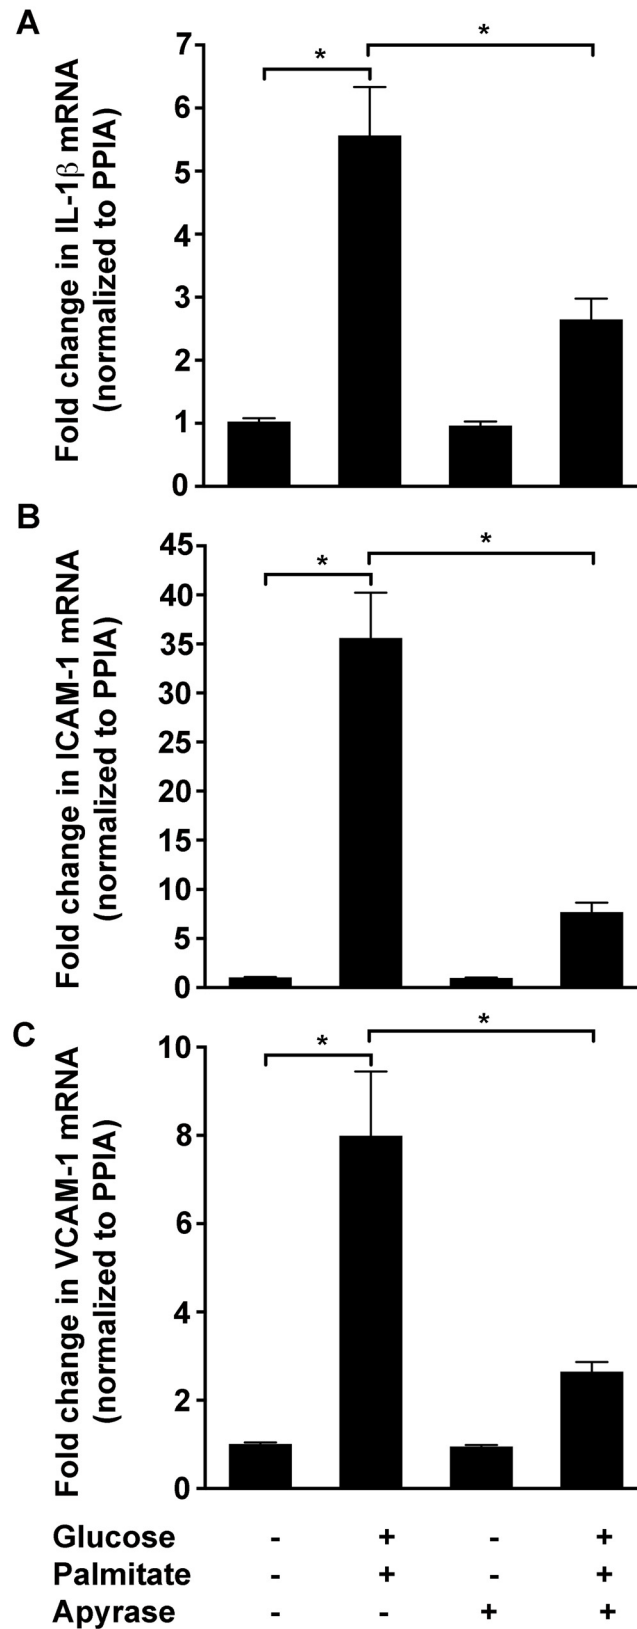 A
Fold change in IL-1β mRNA
(normalized to PPIA)
7
6
5
4
3
2
1
0
*
*
B
Fold change in ICAM-1 mRNA
(normalized to PPIA)
45
40
35
30
25
20
15
10
5
0
*
*
C
Fold change in VCAM-1 mRNA
(normalized to PPIA)
10
8
6
4
2
0
*
*
Glucose - + - +
Palmitate - + - +
Apyrase - - + +